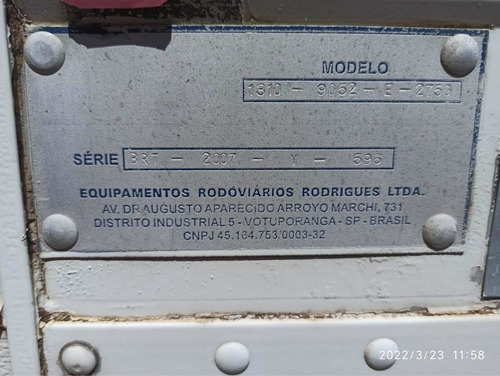 MODELO
1310 - 9052 - E - 2750
SÉRIE BRT - 2007 - Y - 596
EQUIPAMENTOS RODOVIÁRIOS RODRIGUES LTDA.
AV. DR AUGUSTO APARECIDO ARROYO MARCHI, 731
DISTRITO INDUSTRIAL 5 - VOTUPORANGA - SP - BRASIL
CNPJ 45.164.753/0003-32
2022/3/23 11:58